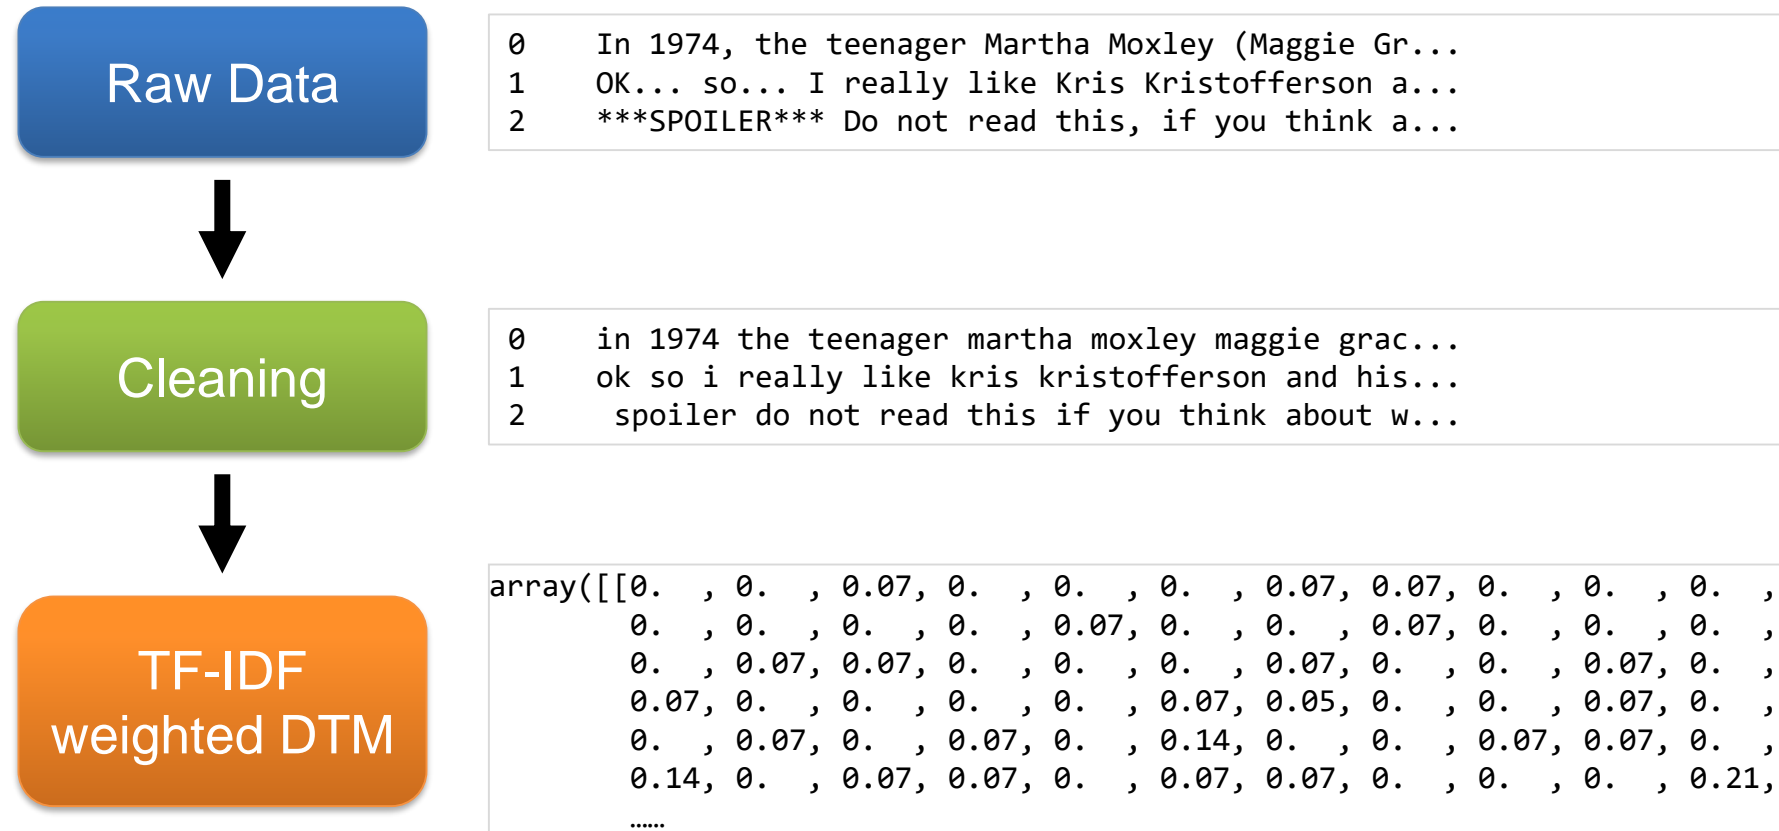 Raw Data
0    In 1974, the teenager Martha Moxley (Maggie Gr...
1    OK... so... I really like Kris Kristofferson a...
2    ***SPOILER*** Do not read this, if you think a...
Cleaning
0    in 1974 the teenager martha moxley maggie grac...
1    ok so i really like kris kristofferson and his...
2     spoiler do not read this if you think about w...
TF-IDF
weighted DTM
array([[0.  , 0.  , 0.07, 0.  , 0.  , 0.  , 0.07, 0.07, 0.  , 0.  , 0.  ,
0.  , 0.  , 0.  , 0.  , 0.07, 0.  , 0.  , 0.07, 0.  , 0.  , 0.  ,
0.  , 0.07, 0.07, 0.  , 0.  , 0.  , 0.07, 0.  , 0.  , 0.07, 0.  ,
0.07, 0.  , 0.  , 0.  , 0.  , 0.07, 0.05, 0.  , 0.  , 0.07, 0.  ,
0.  , 0.07, 0.  , 0.07, 0.  , 0.14, 0.  , 0.  , 0.07, 0.07, 0.  ,
0.14, 0.  , 0.07, 0.07, 0.  , 0.07, 0.07, 0.  , 0.  , 0.  , 0.21,
……